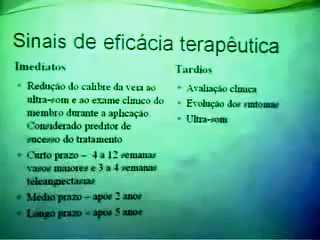 Sinais de eficácia terapêutica
Imediatos
Redução do calibre da veia ao
ultra-som e ao exame clínico do
membro durante a aplicação.
Considerado preditor de
sucesso do tratamento
Curto prazo – 4 a 12 semanas
vasos maiores e 3 a 4 semanas
teleangiectasias
Médio prazo – após 2 anos
Longo prazo – após 5 anos
Tardios
Avaliação clínica
Evolução dos sintomas
Ultra-som